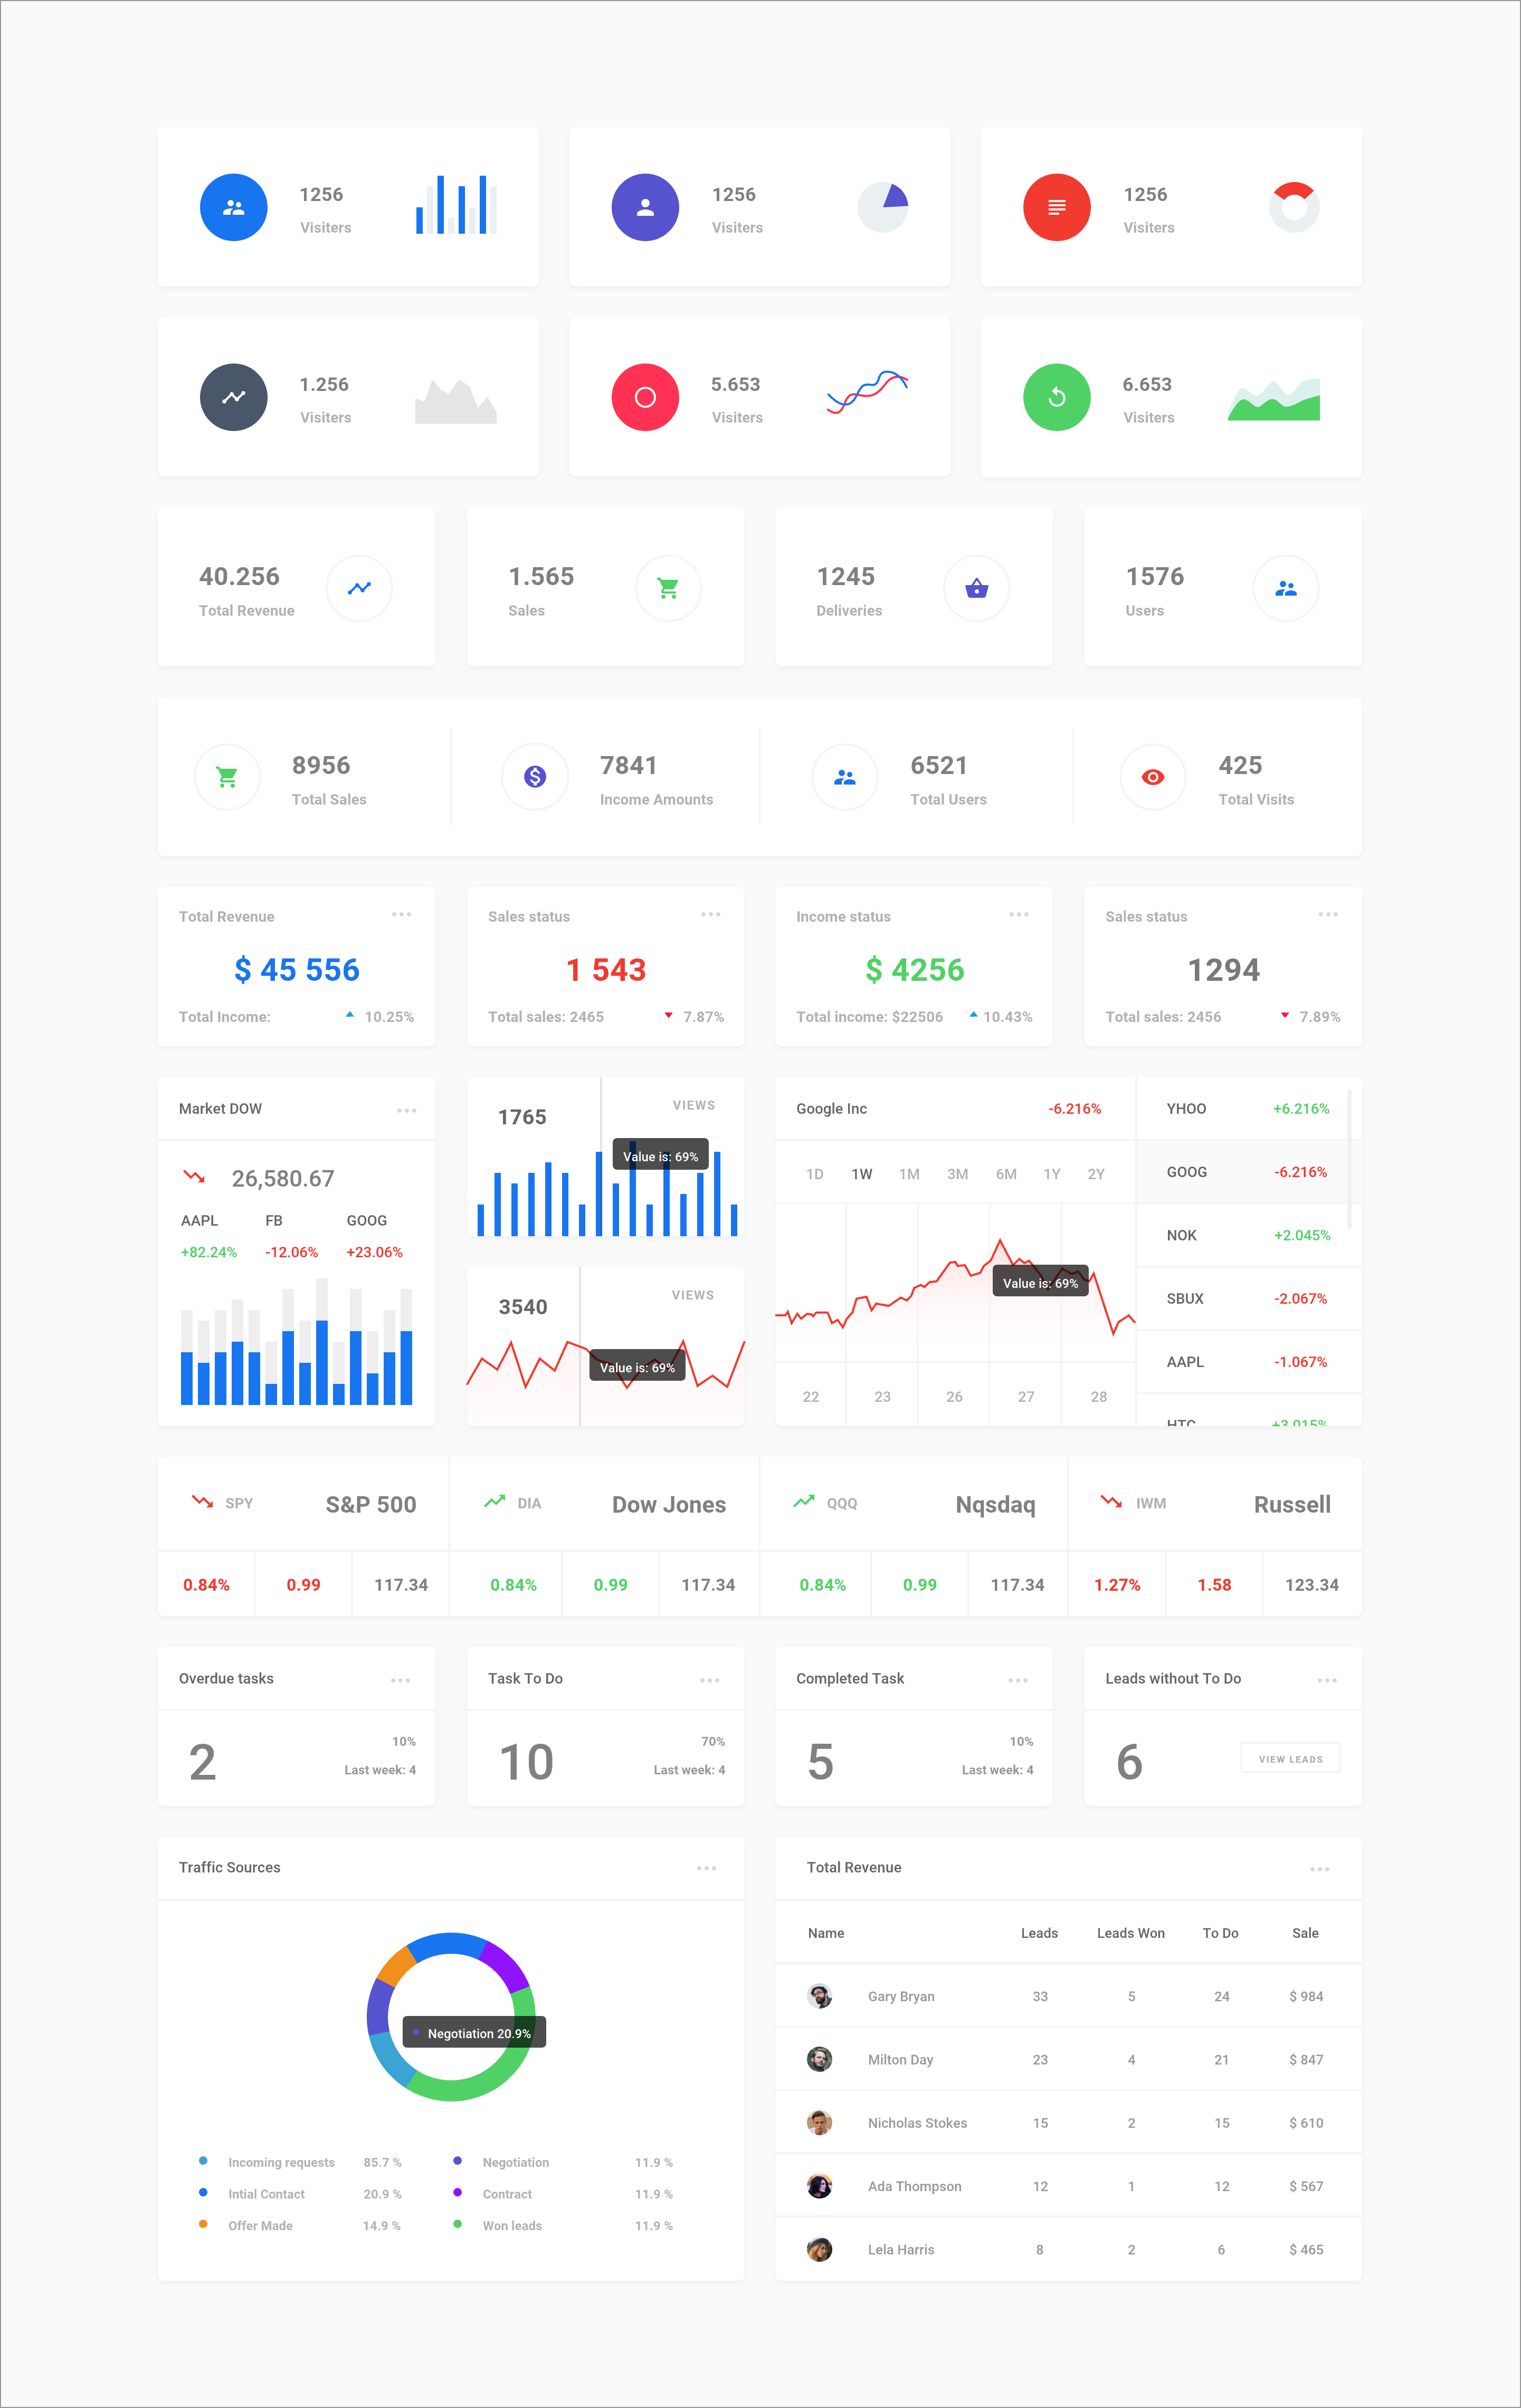 1256
Visiters
1256
Visiters
1256
Visiters
1.256
Visiters
5.653
Visiters
6.653
Visiters
40.256
Total Revenue
1.565
Sales
1245
Deliveries
1576
Users
8956
Total Sales
7841
Income Amounts
6521
Total Users
425
Total Visits
Total Revenue
$ 45 556
Total Income: 10.25%
Sales status
1 543
Total sales: 2465 7.87%
Income status
$ 4256
Total income: $22506 10.43%
Sales status
1294
Total sales: 2456 7.89%
Market DOW
26,580.67
AAPL FB GOOG
+82.24% -12.06% +23.06%
1765 VIEWS
Value is: 69%
3540 VIEWS
Value is: 69%
Google Inc -6.216%
1D 1W 1M 3M 6M 1Y 2Y
Value is: 69%
22 23 26 27 28
YHOO +6.216%
GOOG -6.216%
NOK +2.045%
SBUX -2.067%
AAPL -1.067%
HTC +3.015%
SPY S&P 500
0.84% 0.99 117.34
DIA Dow Jones
0.84% 0.99 117.34
QQQ Nqsdaq
0.84% 0.99 117.34
IWM Russell
1.27% 1.58 123.34
Overdue tasks
2
10%
Last week: 4
Task To Do
10
70%
Last week: 4
Completed Task
5
10%
Last week: 4
Leads without To Do
6
VIEW LEADS
Traffic Sources
Negotiation 20.9%
Incoming requests 85.7 % Negotiation 11.9 %
Intial Contact 20.9 % Contract 11.9 %
Offer Made 14.9 % Won leads 11.9 %
Total Revenue
Name Leads Leads Won To Do Sale
Gary Bryan 33 5 24 $ 984
Milton Day 23 4 21 $ 847
Nicholas Stokes 15 2 15 $ 610
Ada Thompson 12 1 12 $ 567
Lela Harris 8 2 6 $ 465